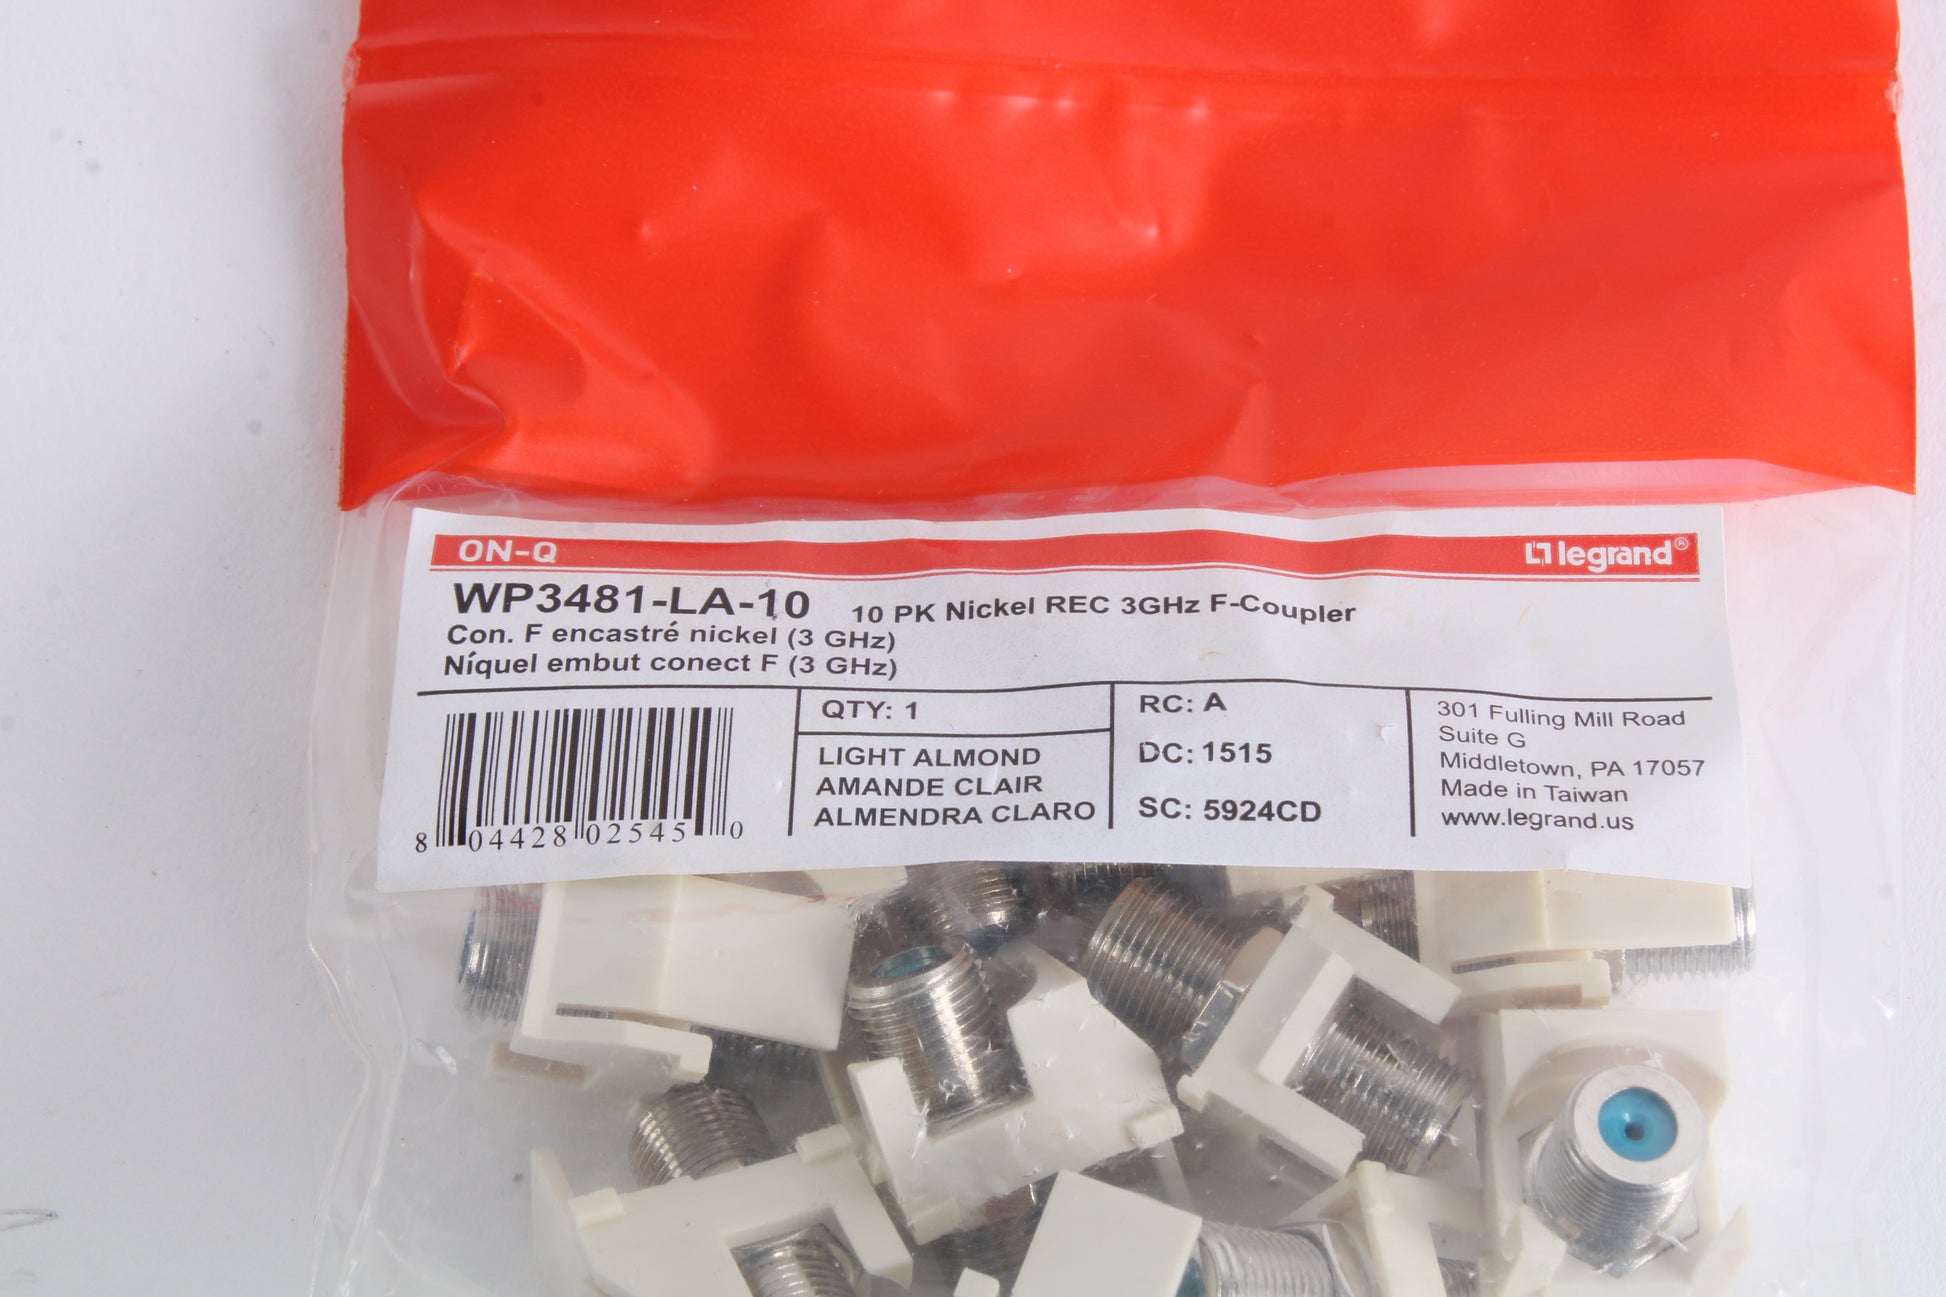 ON-Q
legrand®
WP3481-LA-10 10 PK Nickel REC 3GHz F-Coupler
Con. F encastré nickel (3 GHz)
Níquel embut conect F (3 GHz)
8 04428 02545 0
QTY: 1
LIGHT ALMOND
AMANDE CLAIR
ALMENDRA CLARO
RC: A
DC: 1515
SC: 5924CD
301 Fulling Mill Road
Suite G
Middletown, PA 17057
Made in Taiwan
www.legrand.us